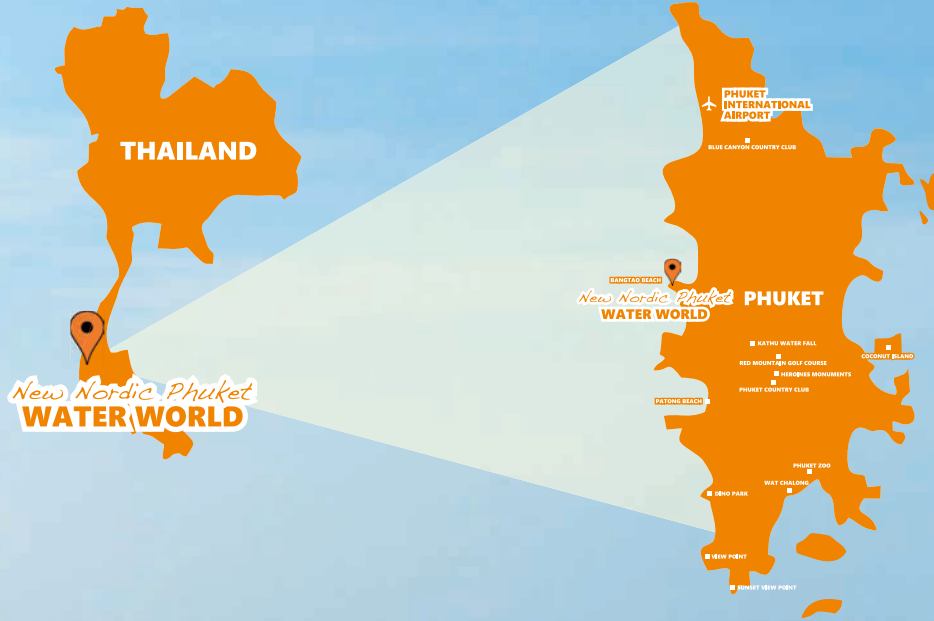 THAILAND
New Nordic Phuket
WATER WORLD
PHUKET
INTERNATIONAL
AIRPORT
BLUE CANYON COUNTRY CLUB
BANGTAO BEACH
New Nordic Phuket
WATER WORLD
PHUKET
KATHU WATER FALL
RED MOUNTAIN GOLF COURSE
COCONUT ISLAND
HEROINES MONUMENTS
PHUKET COUNTRY CLUB
PATONG BEACH
PHUKET ZOO
WAT CHALONG
DINO PARK
VIEW POINT
SUNSET VIEW POINT